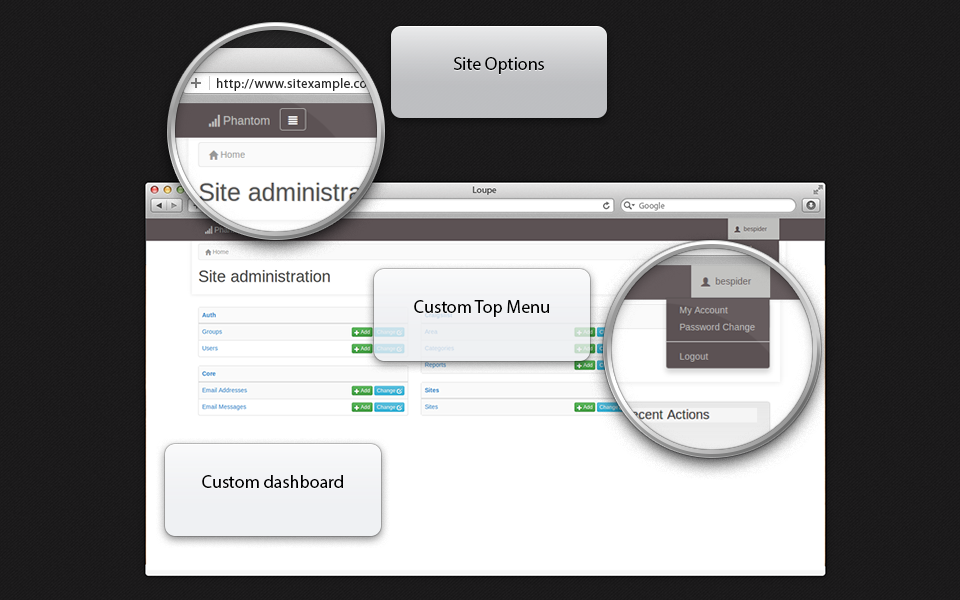 Site Options
http://www.sitexample.co
Phantom
Home
Site administra
Loupe
Google
bespider
Home
Site administration
Custom Top Menu
bespider
My Account
Password Change
Logout
Auth
Groups
Add
Change
Users
Add
Change
Core
Email Addresses
Add
Change
Email Messages
Add
Change
Area
Add
Categories
Add
Reports
Add
Change
Sites
Sites
Add
Change
ecent Actions
Custom dashboard